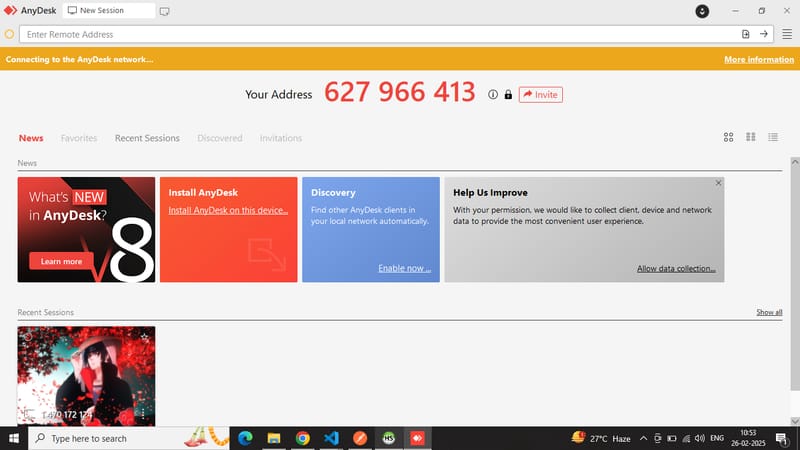 AnyDesk
New Session
Enter Remote Address
Connecting to the AnyDesk network...
More information
Your Address 627 966 413 Invite
News Favorites Recent Sessions Discovered Invitations
News
What's NEW
in AnyDesk?
Learn more
v8
Install AnyDesk
Install AnyDesk on this device...
Discovery
Find other AnyDesk clients in
your local network automatically.
Enable now ...
Help Us Improve
With your permission, we would like to collect client, device and network
data to provide the most convenient user experience.
Allow data collection...
Recent Sessions
Show all
1 470 172 124
Type here to search
HS
27°C Haze
ENG
10:53
26-02-2025
1